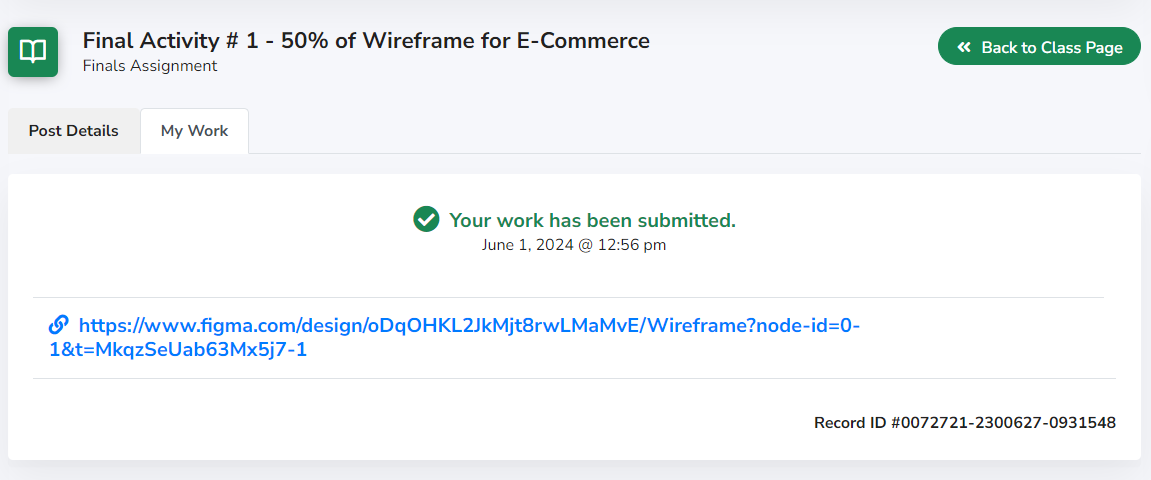 Final Activity # 1 - 50% of Wireframe for E-Commerce
Finals Assignment
Back to Class Page
Post Details
My Work
Your work has been submitted.
June 1, 2024 @ 12:56 pm
https://www.figma.com/design/oDqOHKL2JkMjt8rwLMaMvE/Wireframe?node-id=0-
1&t=MkqzSeUab63Mx5j7-1
Record ID #0072721-2300627-0931548